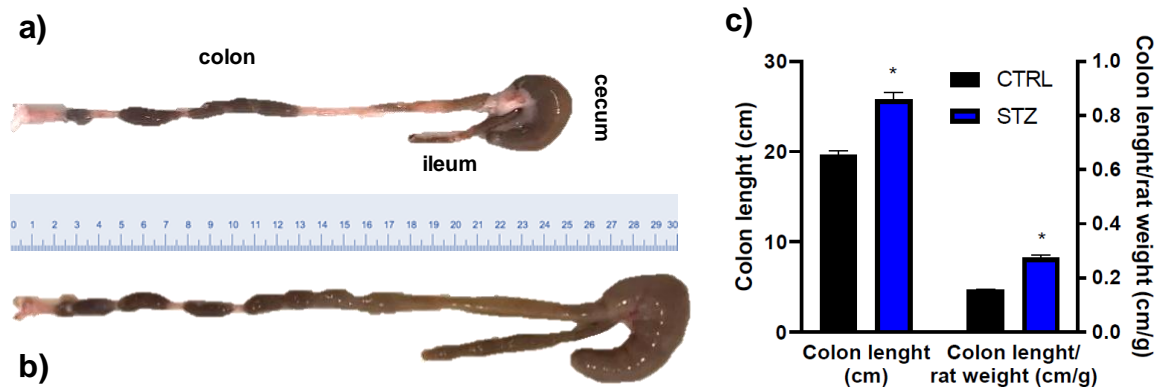 a)
colon
cecum
ileum
0 1 2 3 4 5 6 7 8 9 10 11 12 13 14 15 16 17 18 19 20 21 22 23 24 25 26 27 28 29 30
b)
c)
Colon lenght (cm)
30
20
10
0
*
*
CTRL
STZ
1.0
0.8
0.6
0.4
0.2
0.0
Colon lenght/rat weight (cm/g)
Colon lenght
(cm)
Colon lenght/
rat weight (cm/g)